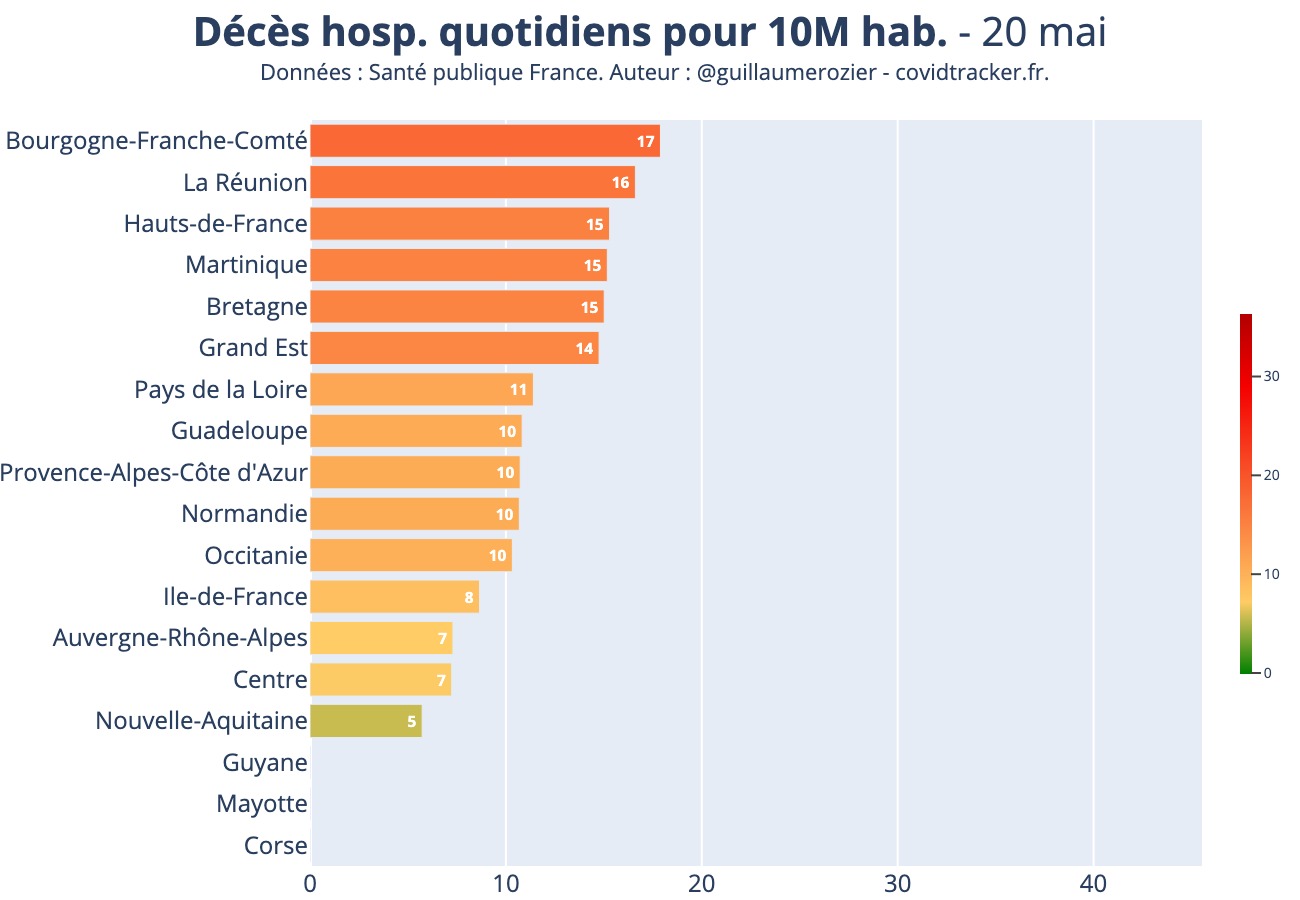 Décès hosp. quotidiens pour 10M hab. - 20 mai
Données : Santé publique France. Auteur : @guillaumerozier - covidtracker.fr.
Bourgogne-Franche-Comté 17
La Réunion 16
Hauts-de-France 15
Martinique 15
Bretagne 15
Grand Est 14
Pays de la Loire 11
Guadeloupe 10
Provence-Alpes-Côte d'Azur 10
Normandie 10
Occitanie 10
Ile-de-France 8
Auvergne-Rhône-Alpes 7
Centre 7
Nouvelle-Aquitaine 5
Guyane
Mayotte
Corse
0 10 20 30 40
30
20
10
0